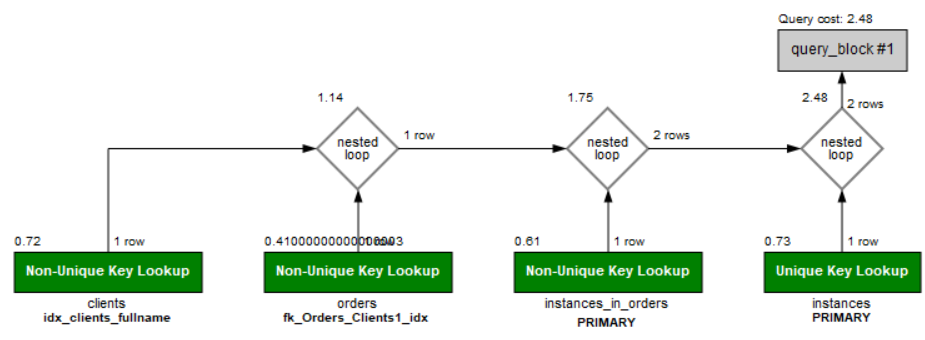 Query cost: 2.48
query_block #1
1.14
1.75
2.48
2 rows
nested
loop
1 row
nested
loop
2 rows
nested
loop
0.72
1 row
0.4100000000000003
1 row
0.61
1 row
0.73
1 row
Non-Unique Key Lookup
Non-Unique Key Lookup
Non-Unique Key Lookup
Unique Key Lookup
clients
orders
instances_in_orders
instances
idx_clients_fullname
fk_Orders_Clients1_idx
PRIMARY
PRIMARY